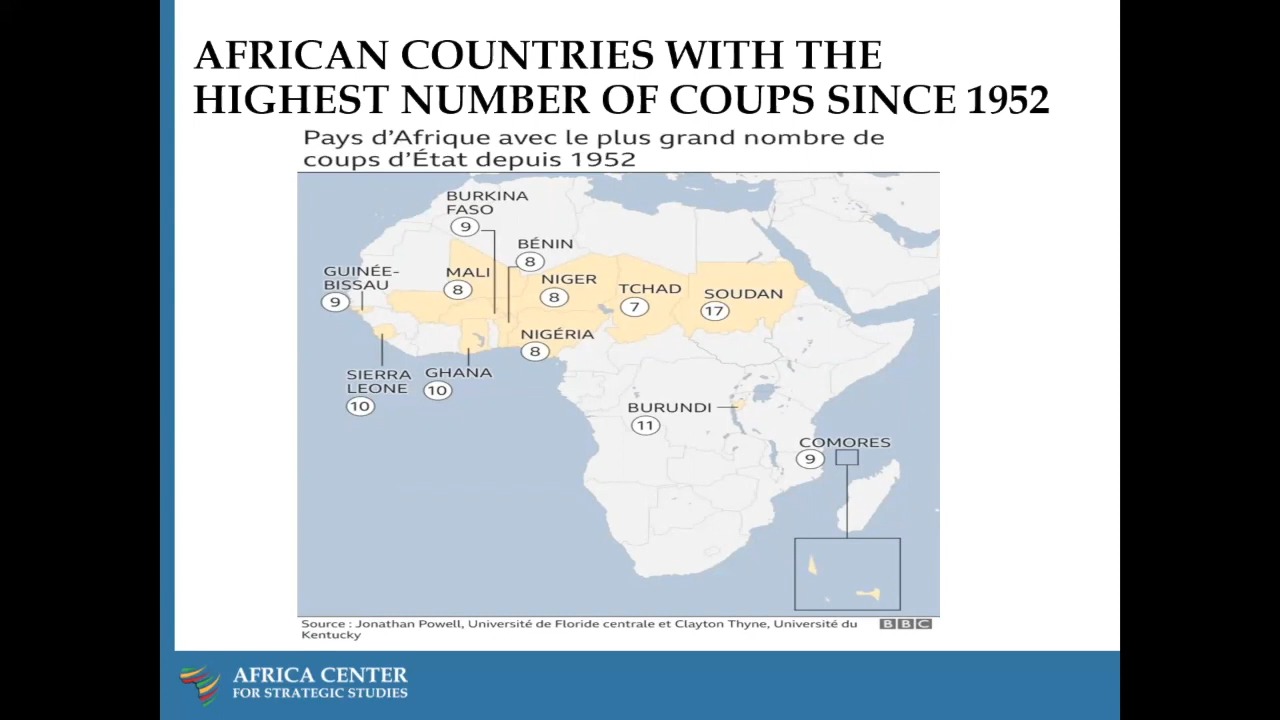 AFRICAN COUNTRIES WITH THE
HIGHEST NUMBER OF COUPS SINCE 1952
Pays d'Afrique avec le plus grand nombre de
coups d'État depuis 1952
BURKINA
FASO
9
BÉNIN
8
GUINÉE-
BISSAU
9
MALI
8
NIGER
8
TCHAD
7
SOUDAN
17
NIGÉRIA
8
SIERRA
LEONE
10
GHANA
10
BURUNDI
11
COMORES
9
Source : Jonathan Powell, Université de Floride centrale et Clayton Thyne, Université du
Kentucky
BBC
AFRICA CENTER
FOR STRATEGIC STUDIES